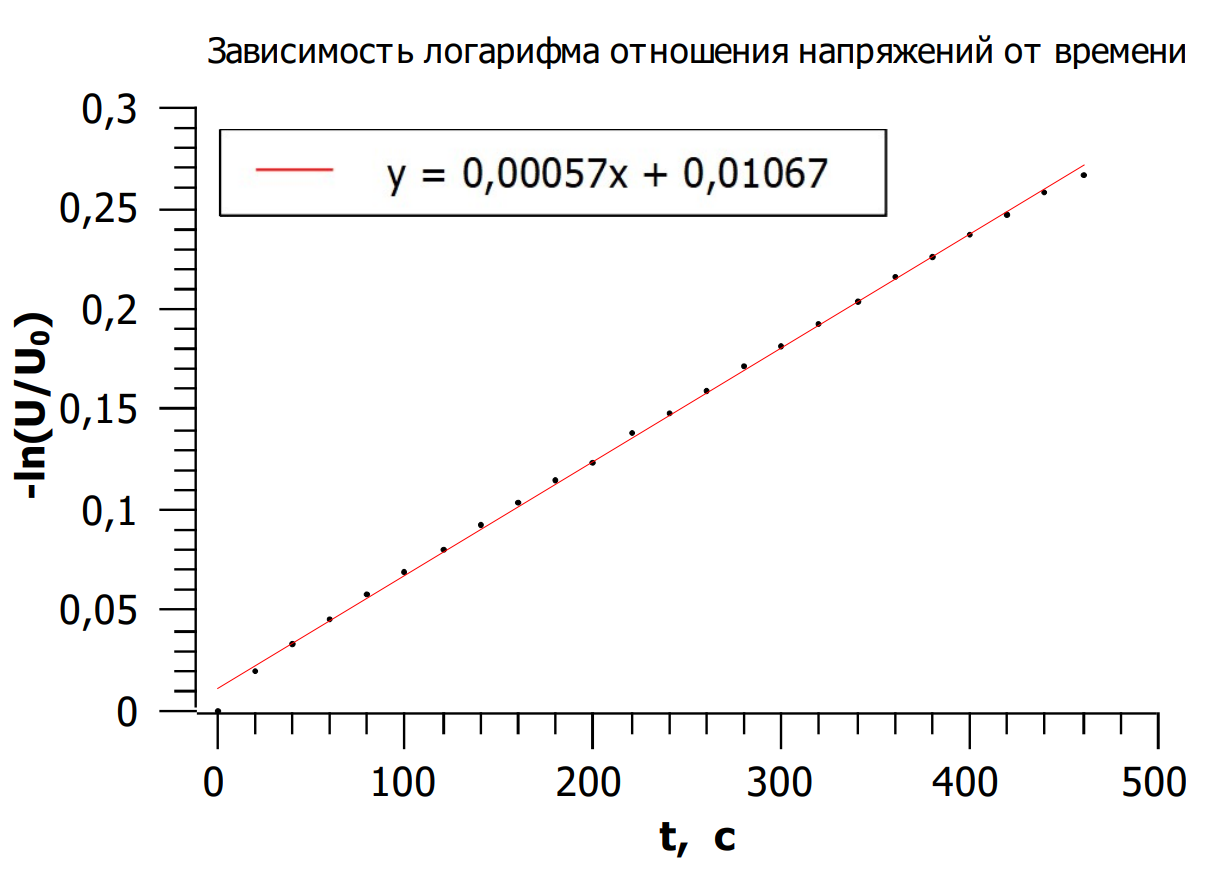 Зависимость логарифма отношения напряжений от времени
0,3
y = 0,00057x + 0,01067
0,25
0,2
-ln(U/U₀)
0,15
0,1
0,05
0
0 100 200 300 400 500
t, с